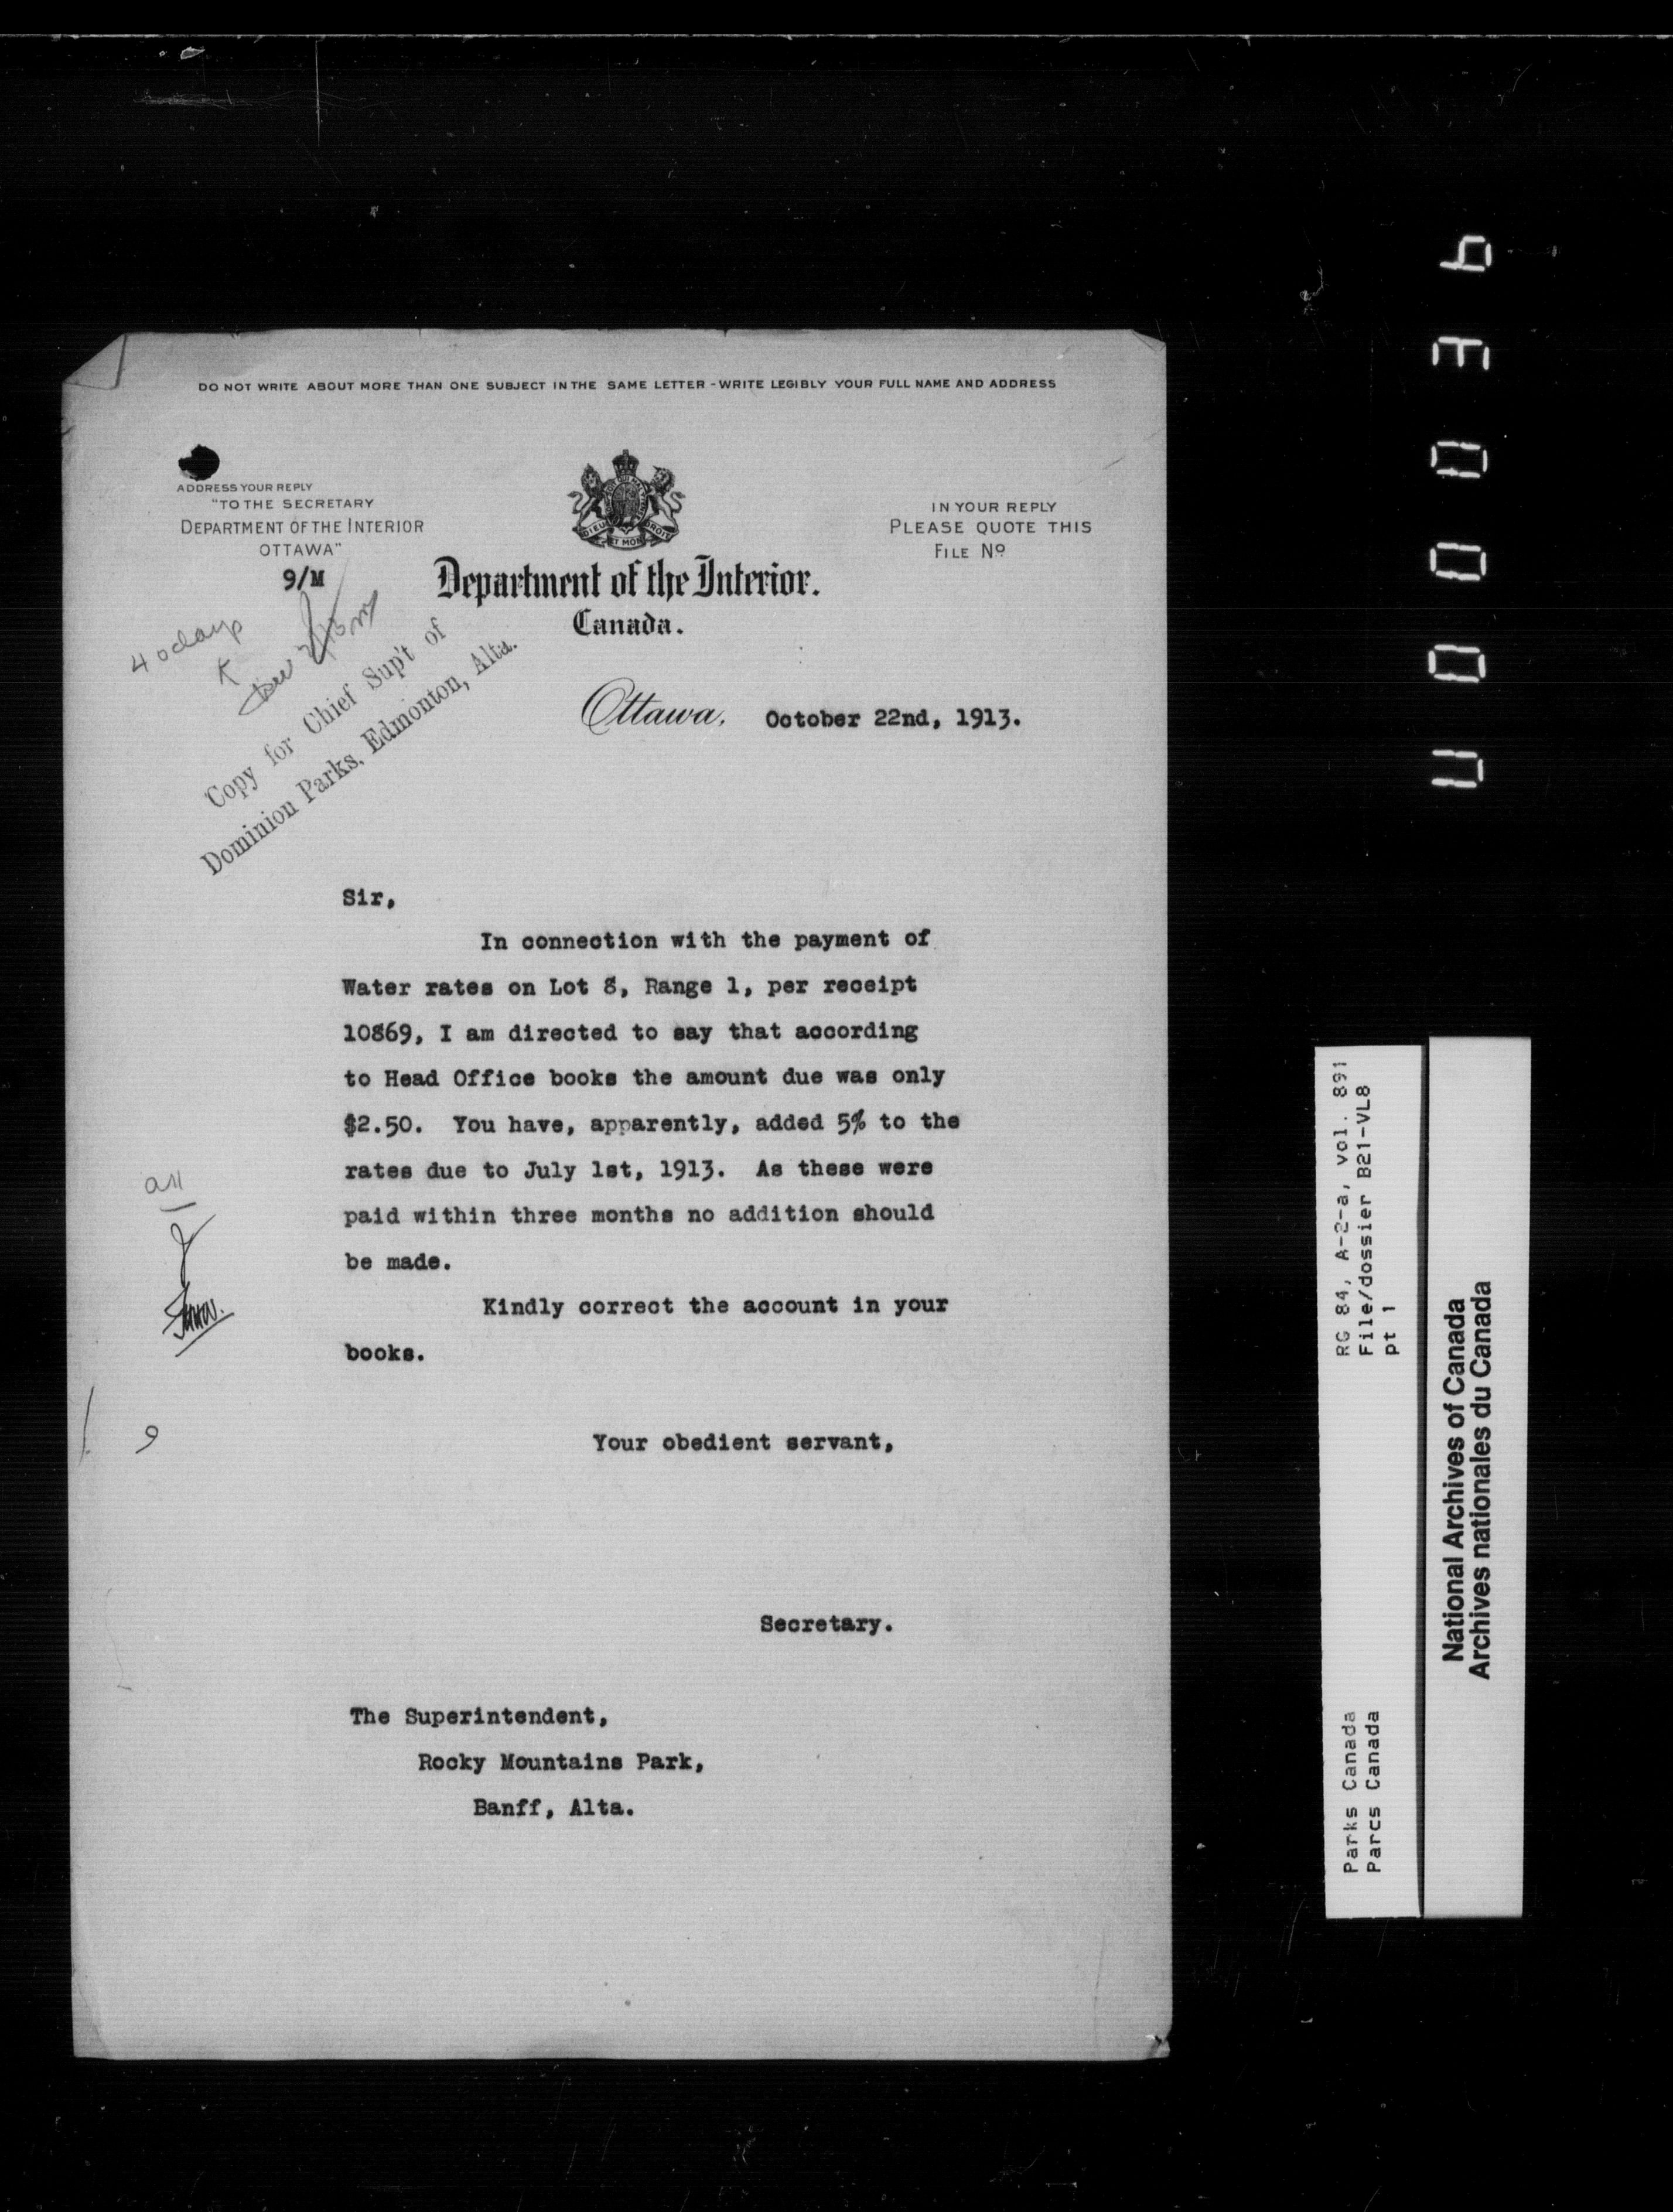 DO NOT WRITE ABOUT MORE THAN ONE SUBJECT IN THE SAME LETTER - WRITE LEGIBLY YOUR FULL NAME AND ADDRESS
ADDRESS YOUR REPLY
"TO THE SECRETARY
DEPARTMENT OF THE INTERIOR
OTTAWA"
9/M
DIEU ET MON DROIT
IN YOUR REPLY
PLEASE QUOTE THIS
FILE No
Department of the Interior.
Canada.
40 days
Copy for Chief Sup't of
Dominion Parks, Edmonton, Alta.
Ottawa, October 22nd, 1913.
Sir,
In connection with the payment of
Water rates on Lot 8, Range 1, per receipt
10869, I am directed to say that according
to Head Office books the amount due was only
$2.50. You have, apparently, added 5% to the
rates due to July 1st, 1913. As these were
paid within three months no addition should
be made.
Kindly correct the account in your
books.
Your obedient servant,
Secretary.
The Superintendent,
Rocky Mountains Park,
Banff, Alta.
RG 84, A-2-a, vol. 891
File/dossier B21-VL8
pt 1
Parks Canada
Parcs Canada
National Archives of Canada
Archives nationales du Canada